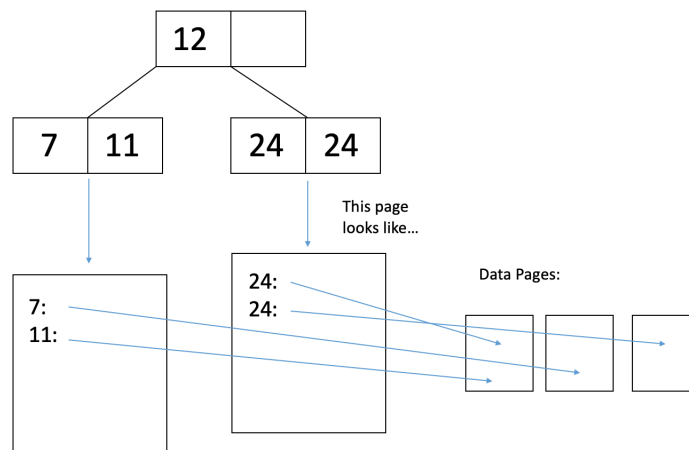 12
7 11
24 24
This page
looks like…
24:
24:
7:
11:
Data Pages: